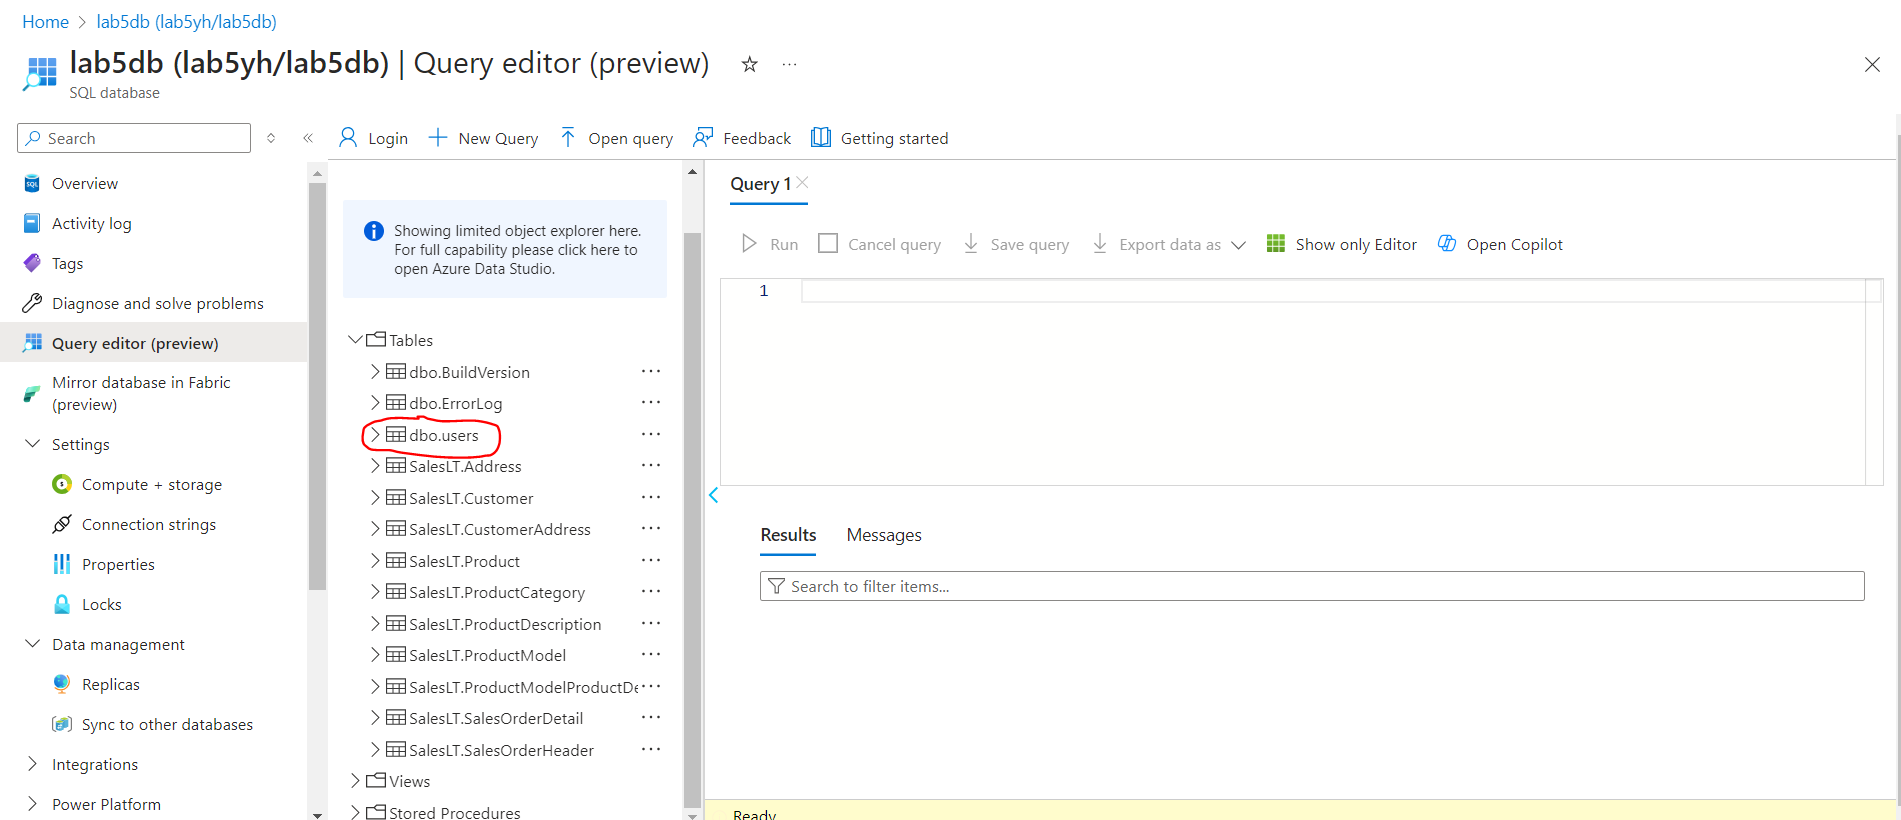 Home > lab5db (lab5yh/lab5db)
lab5db (lab5yh/lab5db) | Query editor (preview)
SQL database
Search
Overview
Activity log
Tags
Diagnose and solve problems
Query editor (preview)
Mirror database in Fabric
(preview)
Settings
Compute + storage
Connection strings
Properties
Locks
Data management
Replicas
Sync to other databases
Integrations
Power Platform
Login
New Query
Open query
Feedback
Getting started
Showing limited object explorer here.
For full capability please click here to
open Azure Data Studio.
Tables
dbo.BuildVersion
dbo.ErrorLog
dbo.users
SalesLT.Address
SalesLT.Customer
SalesLT.CustomerAddress
SalesLT.Product
SalesLT.ProductCategory
SalesLT.ProductDescription
SalesLT.ProductModel
SalesLT.ProductModelProductDe
SalesLT.SalesOrderDetail
SalesLT.SalesOrderHeader
Views
Stored Procedures
Query 1
Run
Cancel query
Save query
Export data as
Show only Editor
Open Copilot
1
Results
Messages
Search to filter items...
Ready